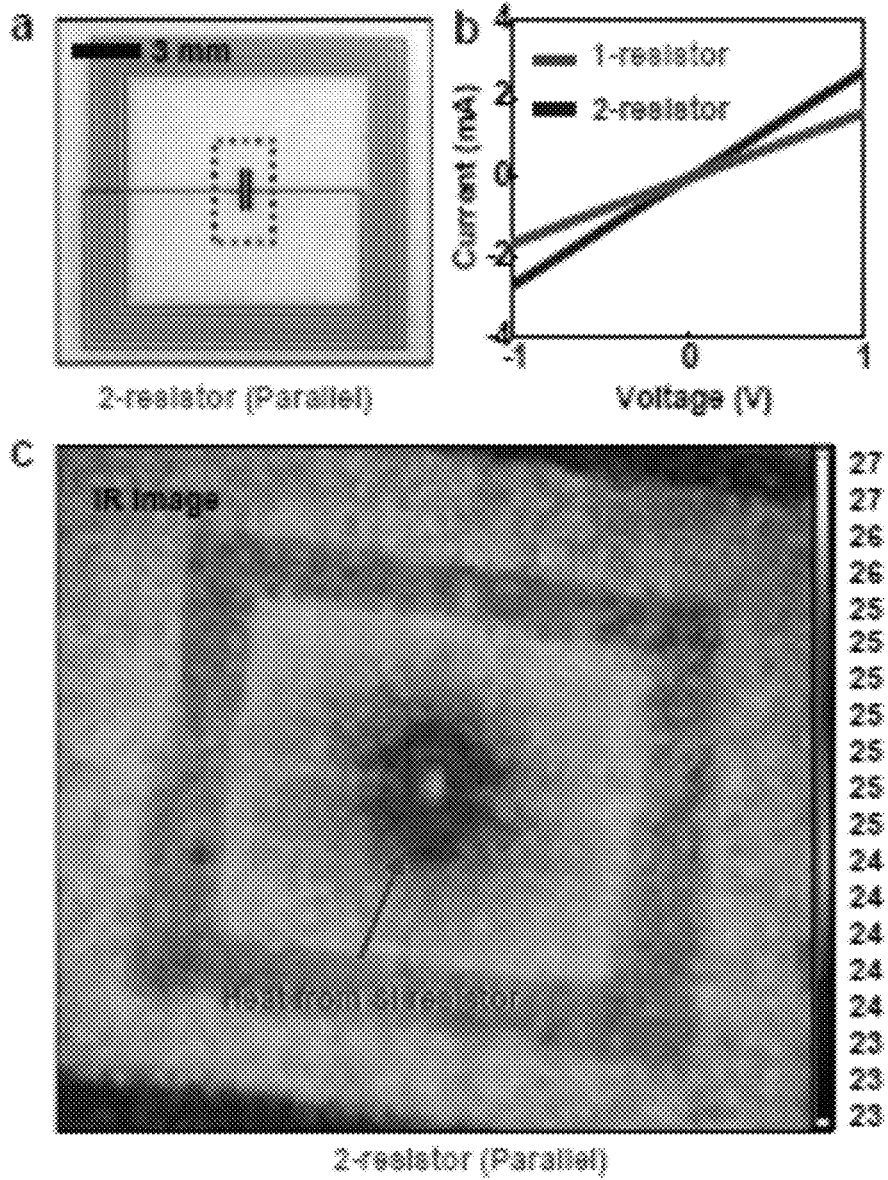 a
3 mm
2-resistor (Parallel)
b
4
2
0
-2
-4
Current (mA)
1-resistor
2-resistor
-1
0
1
Voltage (V)
c
IR image
Heat from
27
27
26
26
25
25
25
25
25
25
25
24
24
24
24
24
23
23
23
2-resistor (Parallel)